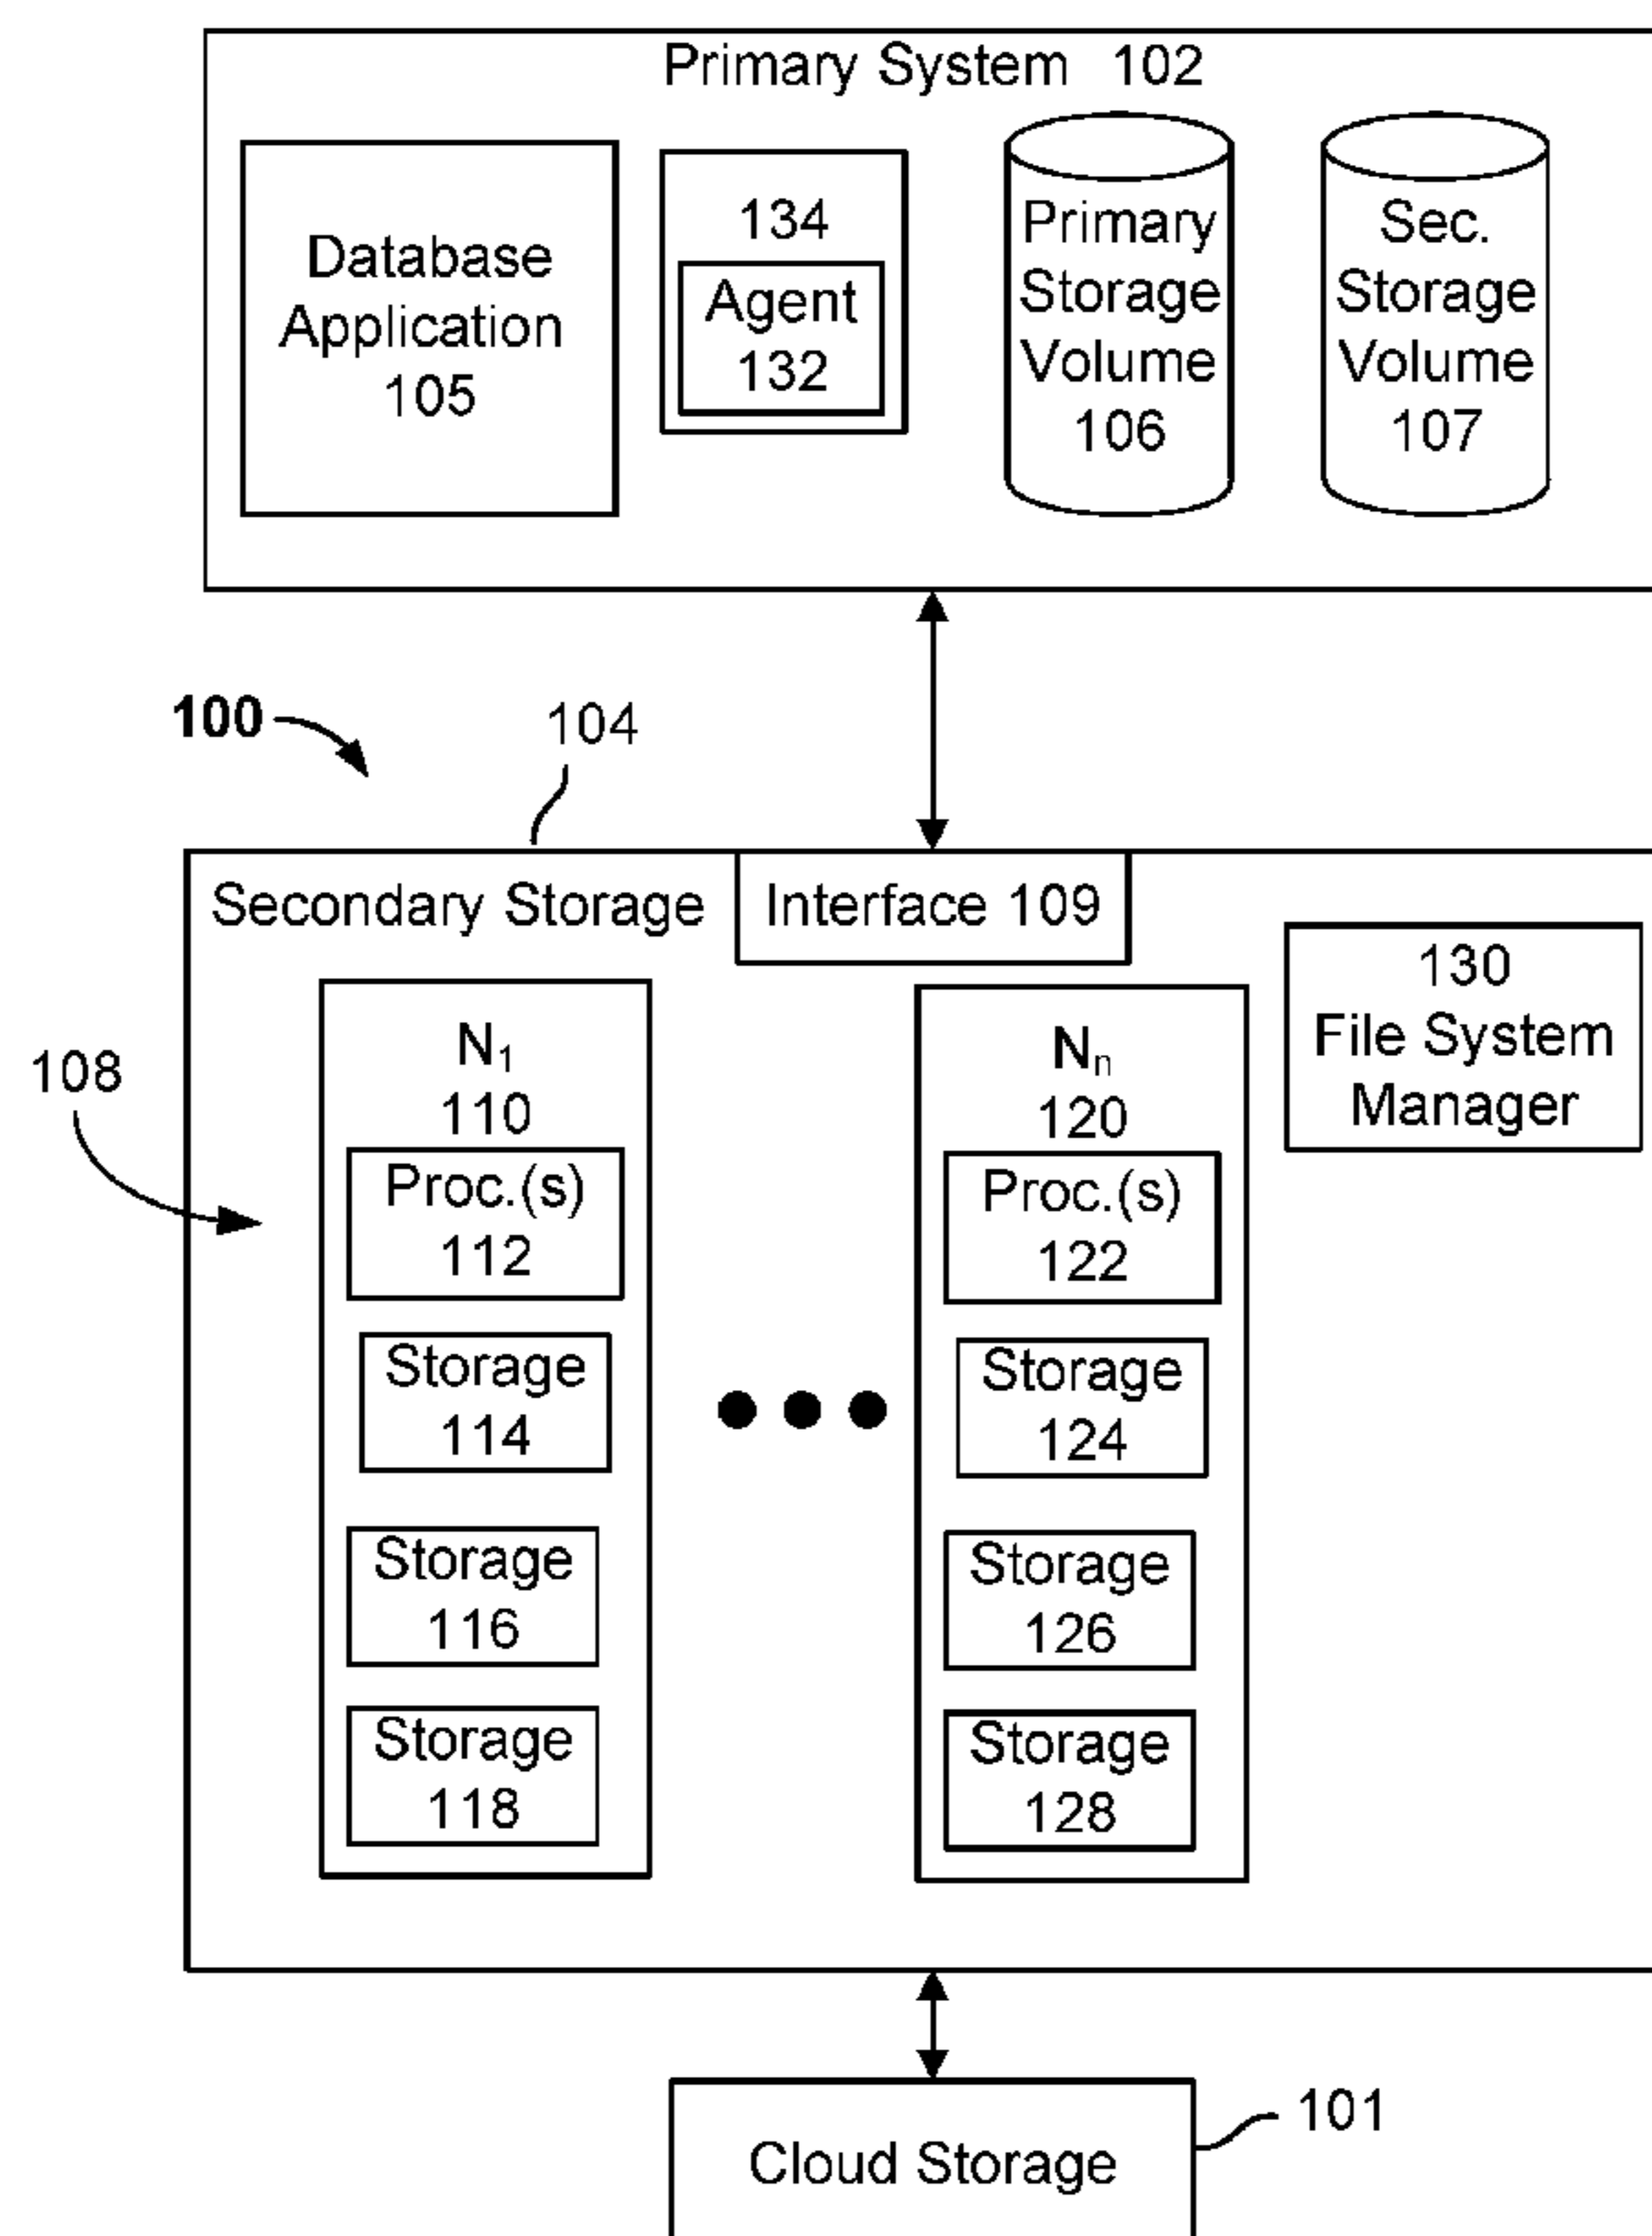 Primary System 102
Database
Application
105
134
Agent
132
Primary
Storage
Volume
106
Sec.
Storage
Volume
107
100
104
Secondary Storage
Interface 109
130
File System
Manager
108
N₁
110
Proc.(s)
112
Storage
114
Storage
116
Storage
118
Nₙ
120
Proc.(s)
122
Storage
124
Storage
126
Storage
128
101
Cloud Storage